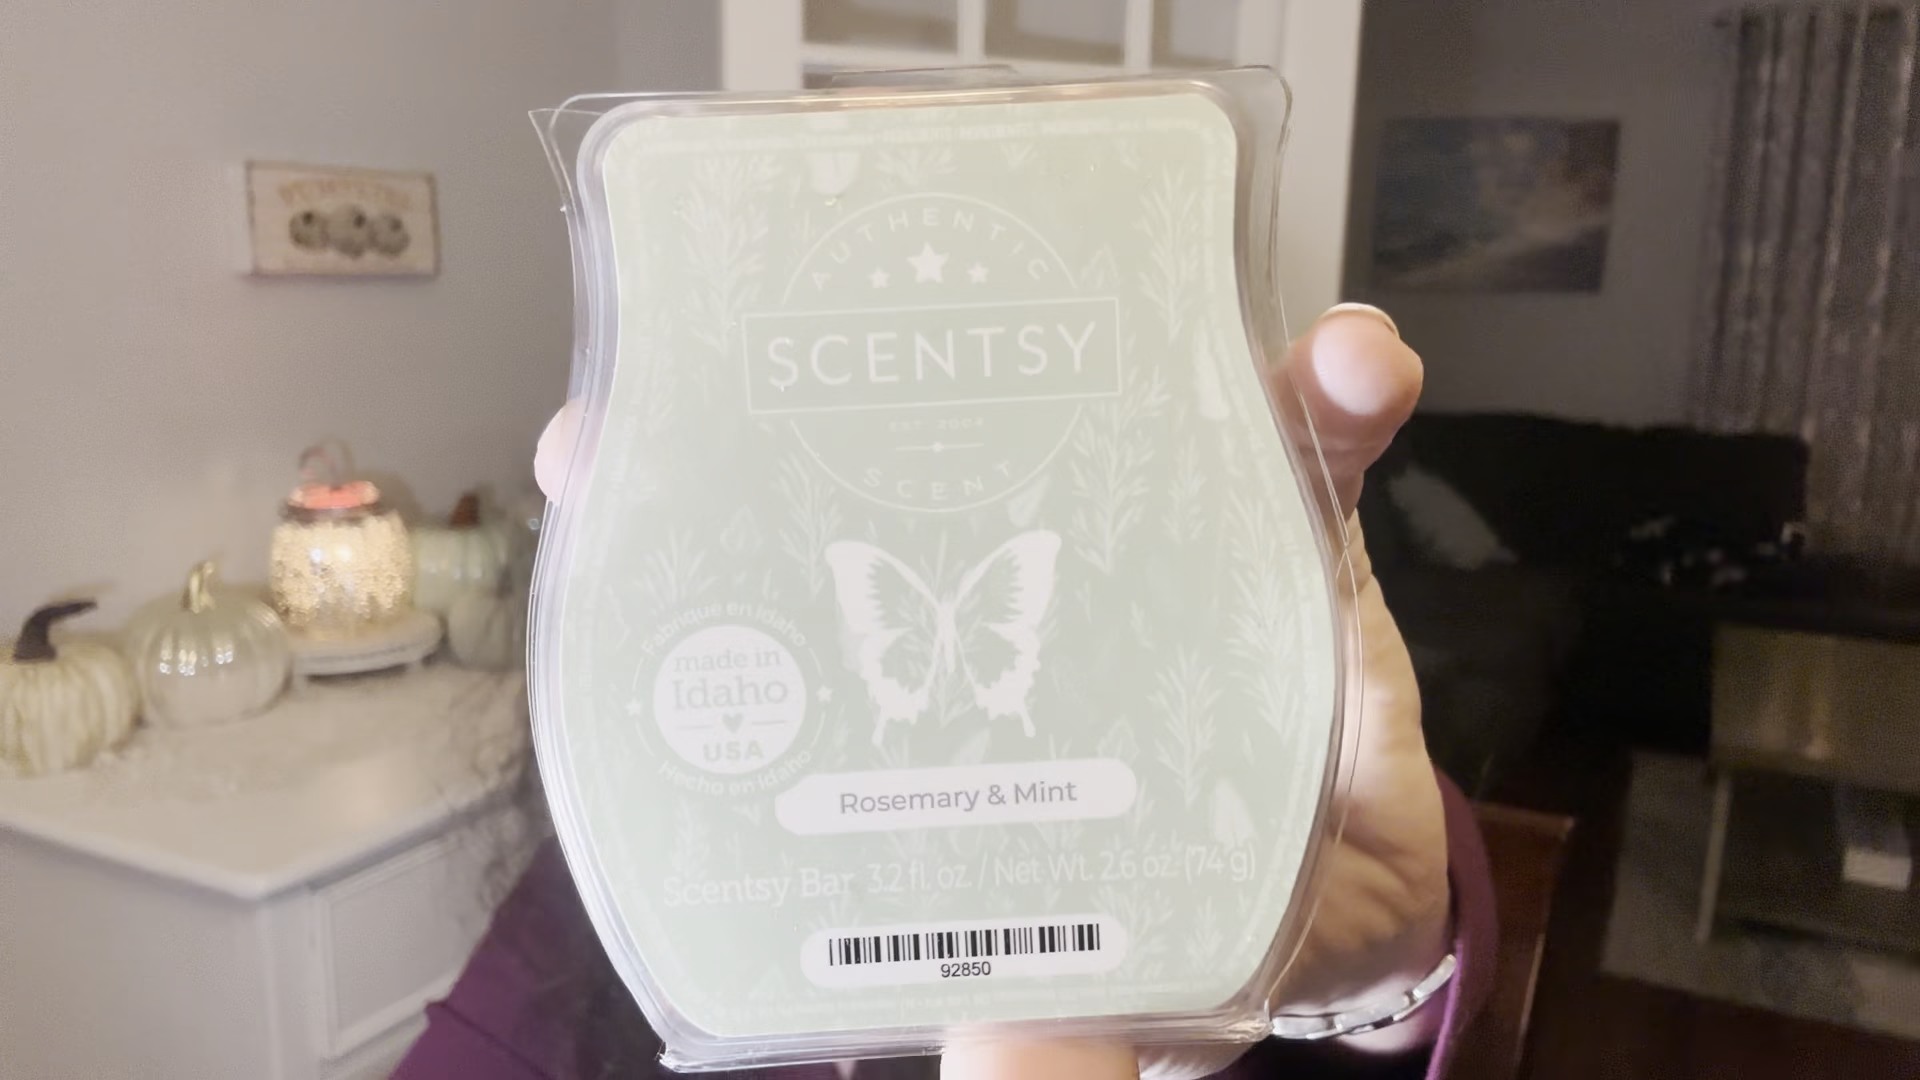 AUTHENTIC
SCENTSY
EST 2004
SCENT
Fabriqué en Idaho
made in
Idaho
USA
Hecho en Idaho
Rosemary & Mint
Scentsy Bar 3.2 fl. oz. / Net Wt. 2.6 oz. (74 g)
92850